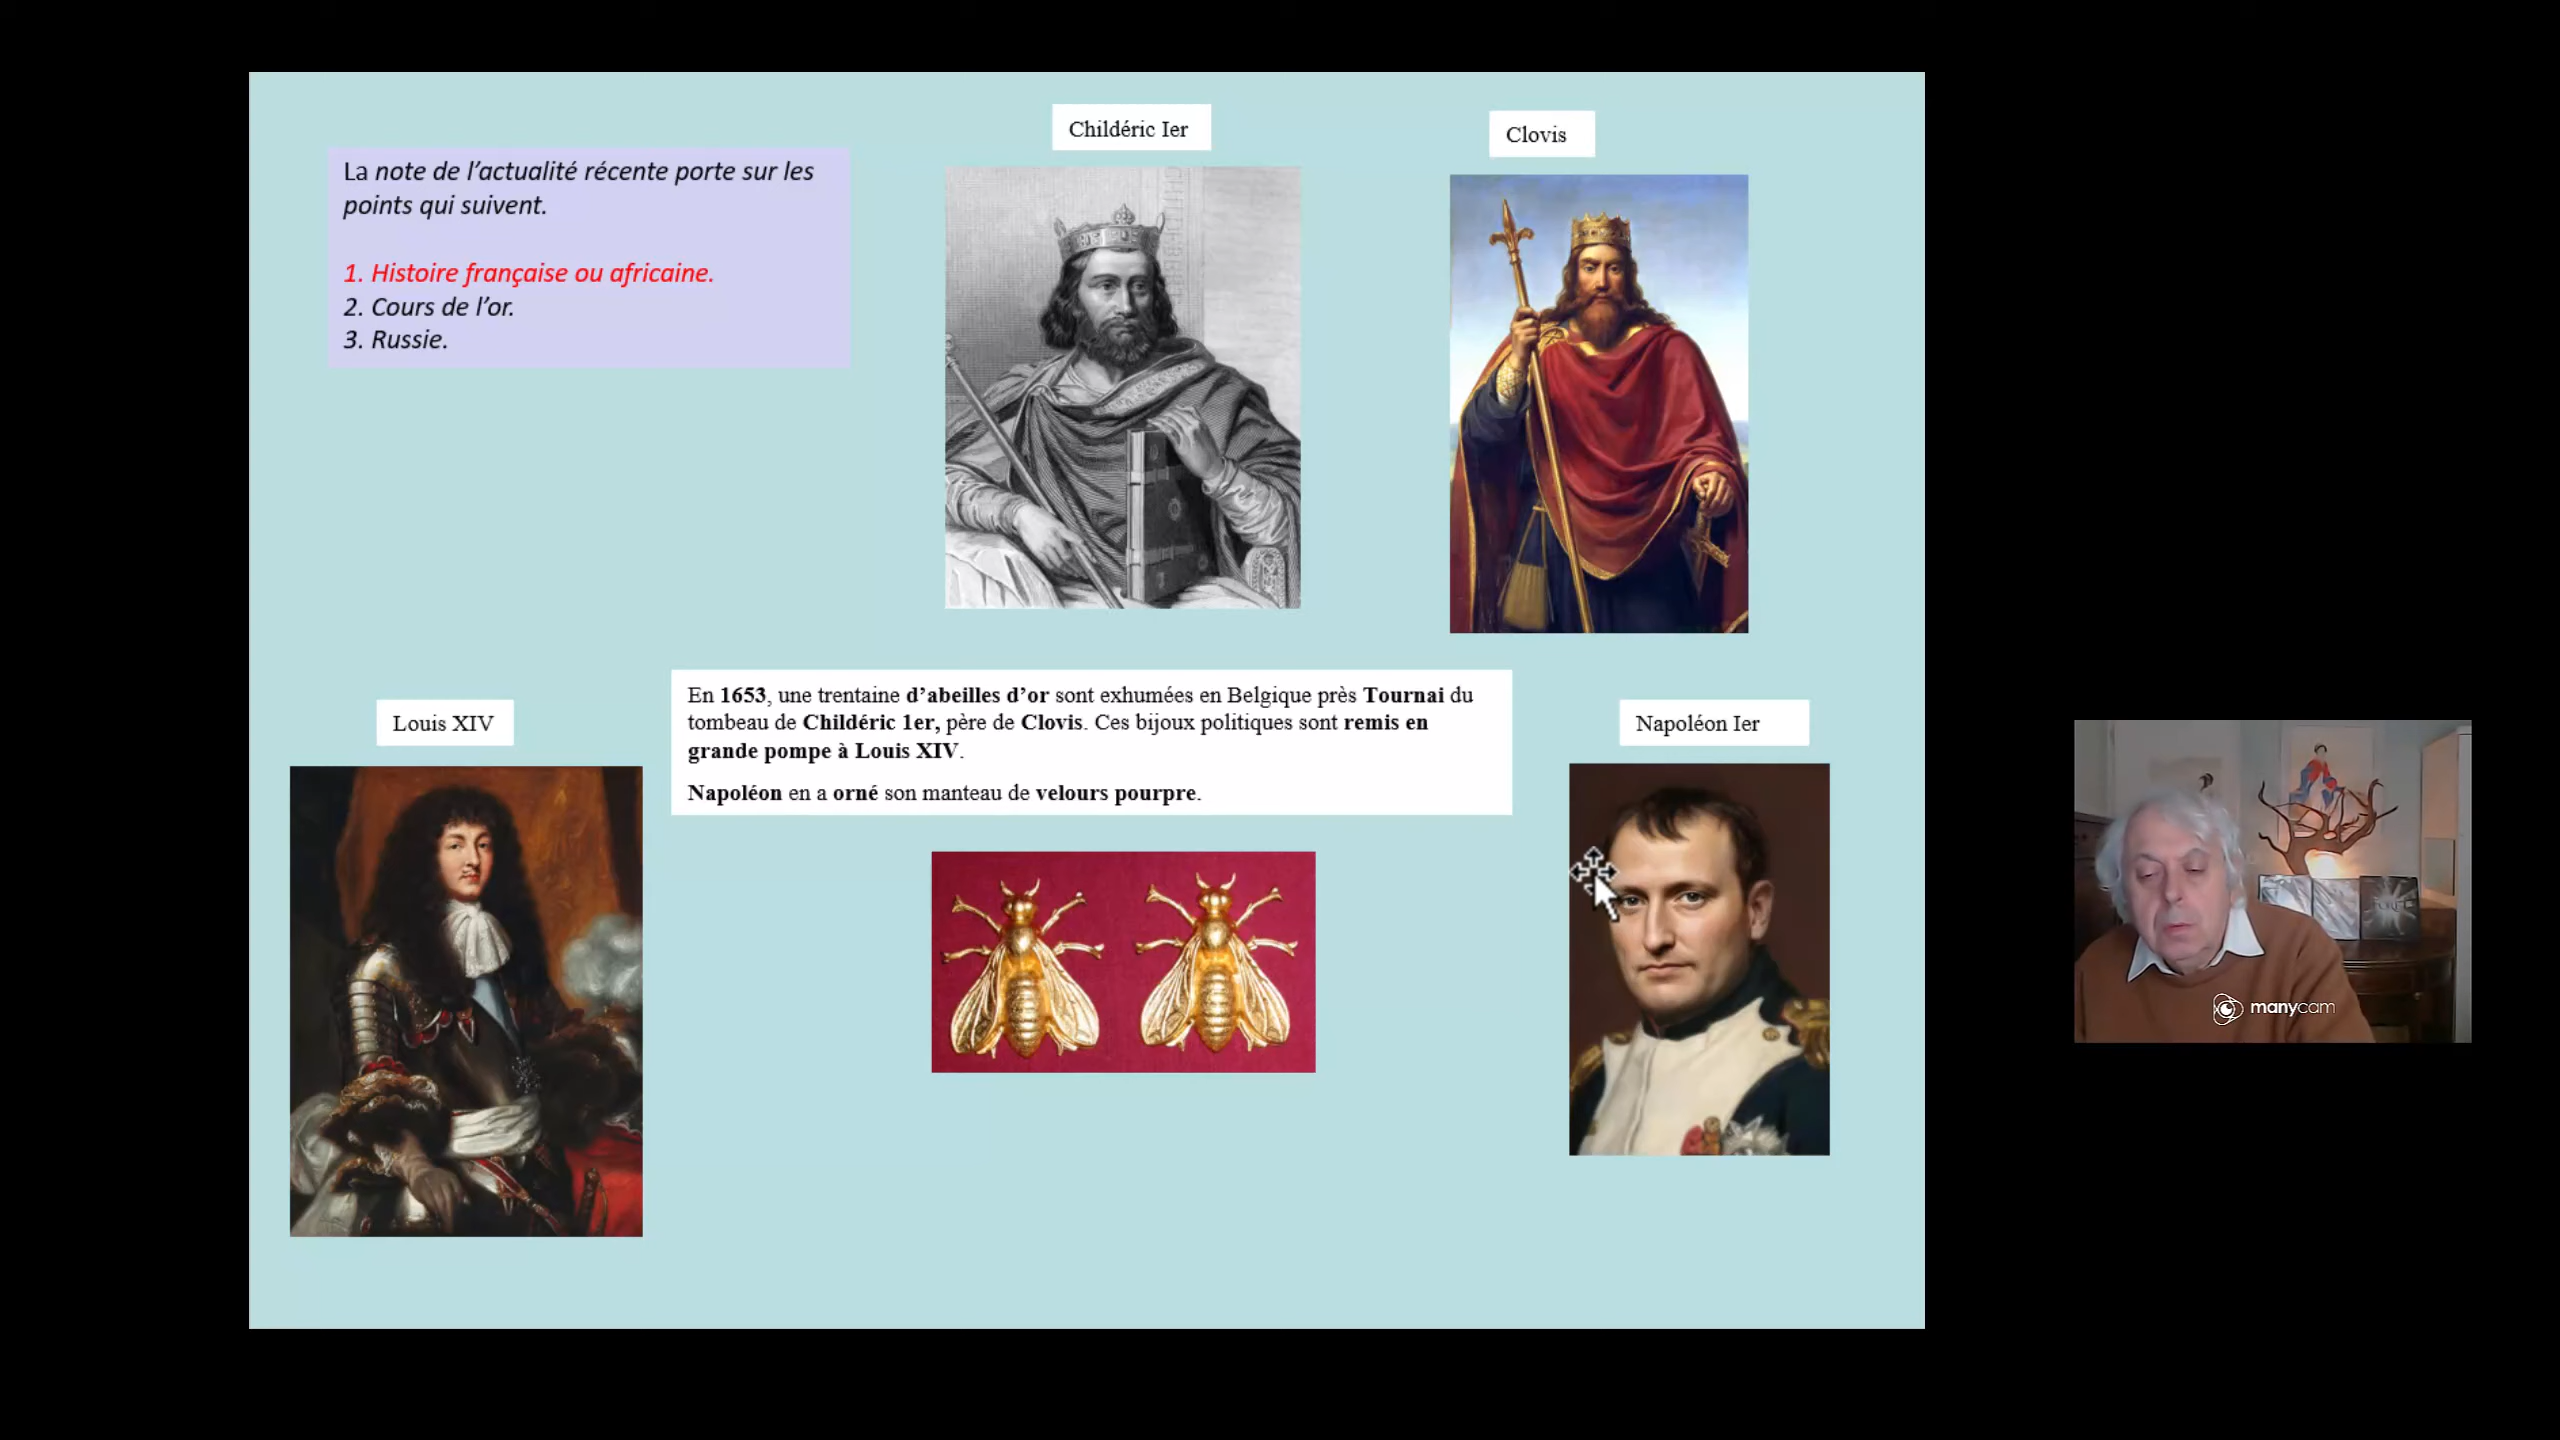 Childéric Ier
Clovis
La note de l’actualité récente porte sur les
points qui suivent.
1. Histoire française ou africaine.
2. Cours de l’or.
3. Russie.
En 1653, une trentaine d’abeilles d’or sont exhumées en Belgique près Tournai du
tombeau de Childéric 1er, père de Clovis. Ces bijoux politiques sont remis en
grande pompe à Louis XIV.
Napoléon en a orné son manteau de velours pourpre.
Louis XIV
Napoléon Ier
manycam